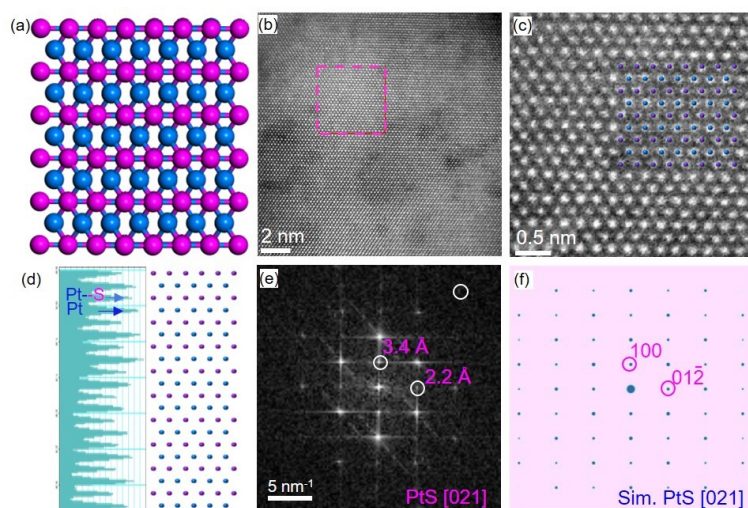 (a)
(b)
2 nm
(c)
0.5 nm
(d)
Pt--S
Pt
(e)
3.4 Å
2.2 Å
5 nm⁻¹
PtS [021]
(f)
100
012̄
Sim. PtS [021]